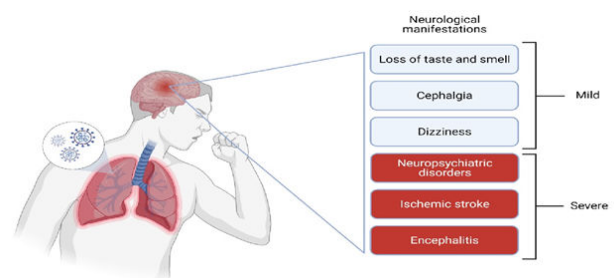 Neurological
manifestations
Loss of taste and smell
Cephalgia
Mild
Dizziness
Neuropsychiatric
disorders
Ischemic stroke
Severe
Encephalitis